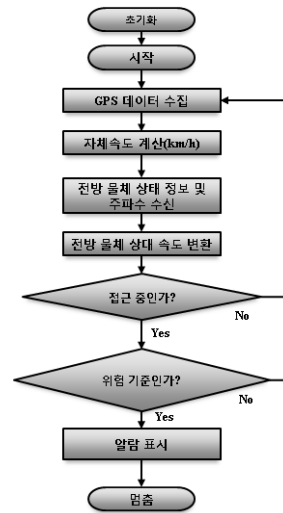 초기화
시작
GPS 데이터 수집
자체속도 계산(km/h)
전방 물체 상태 정보 및
주파수 수신
전방 물체 상대 속도 변환
접근 중인가?
No
Yes
위험 기준인가?
No
Yes
알람 표시
멈춤